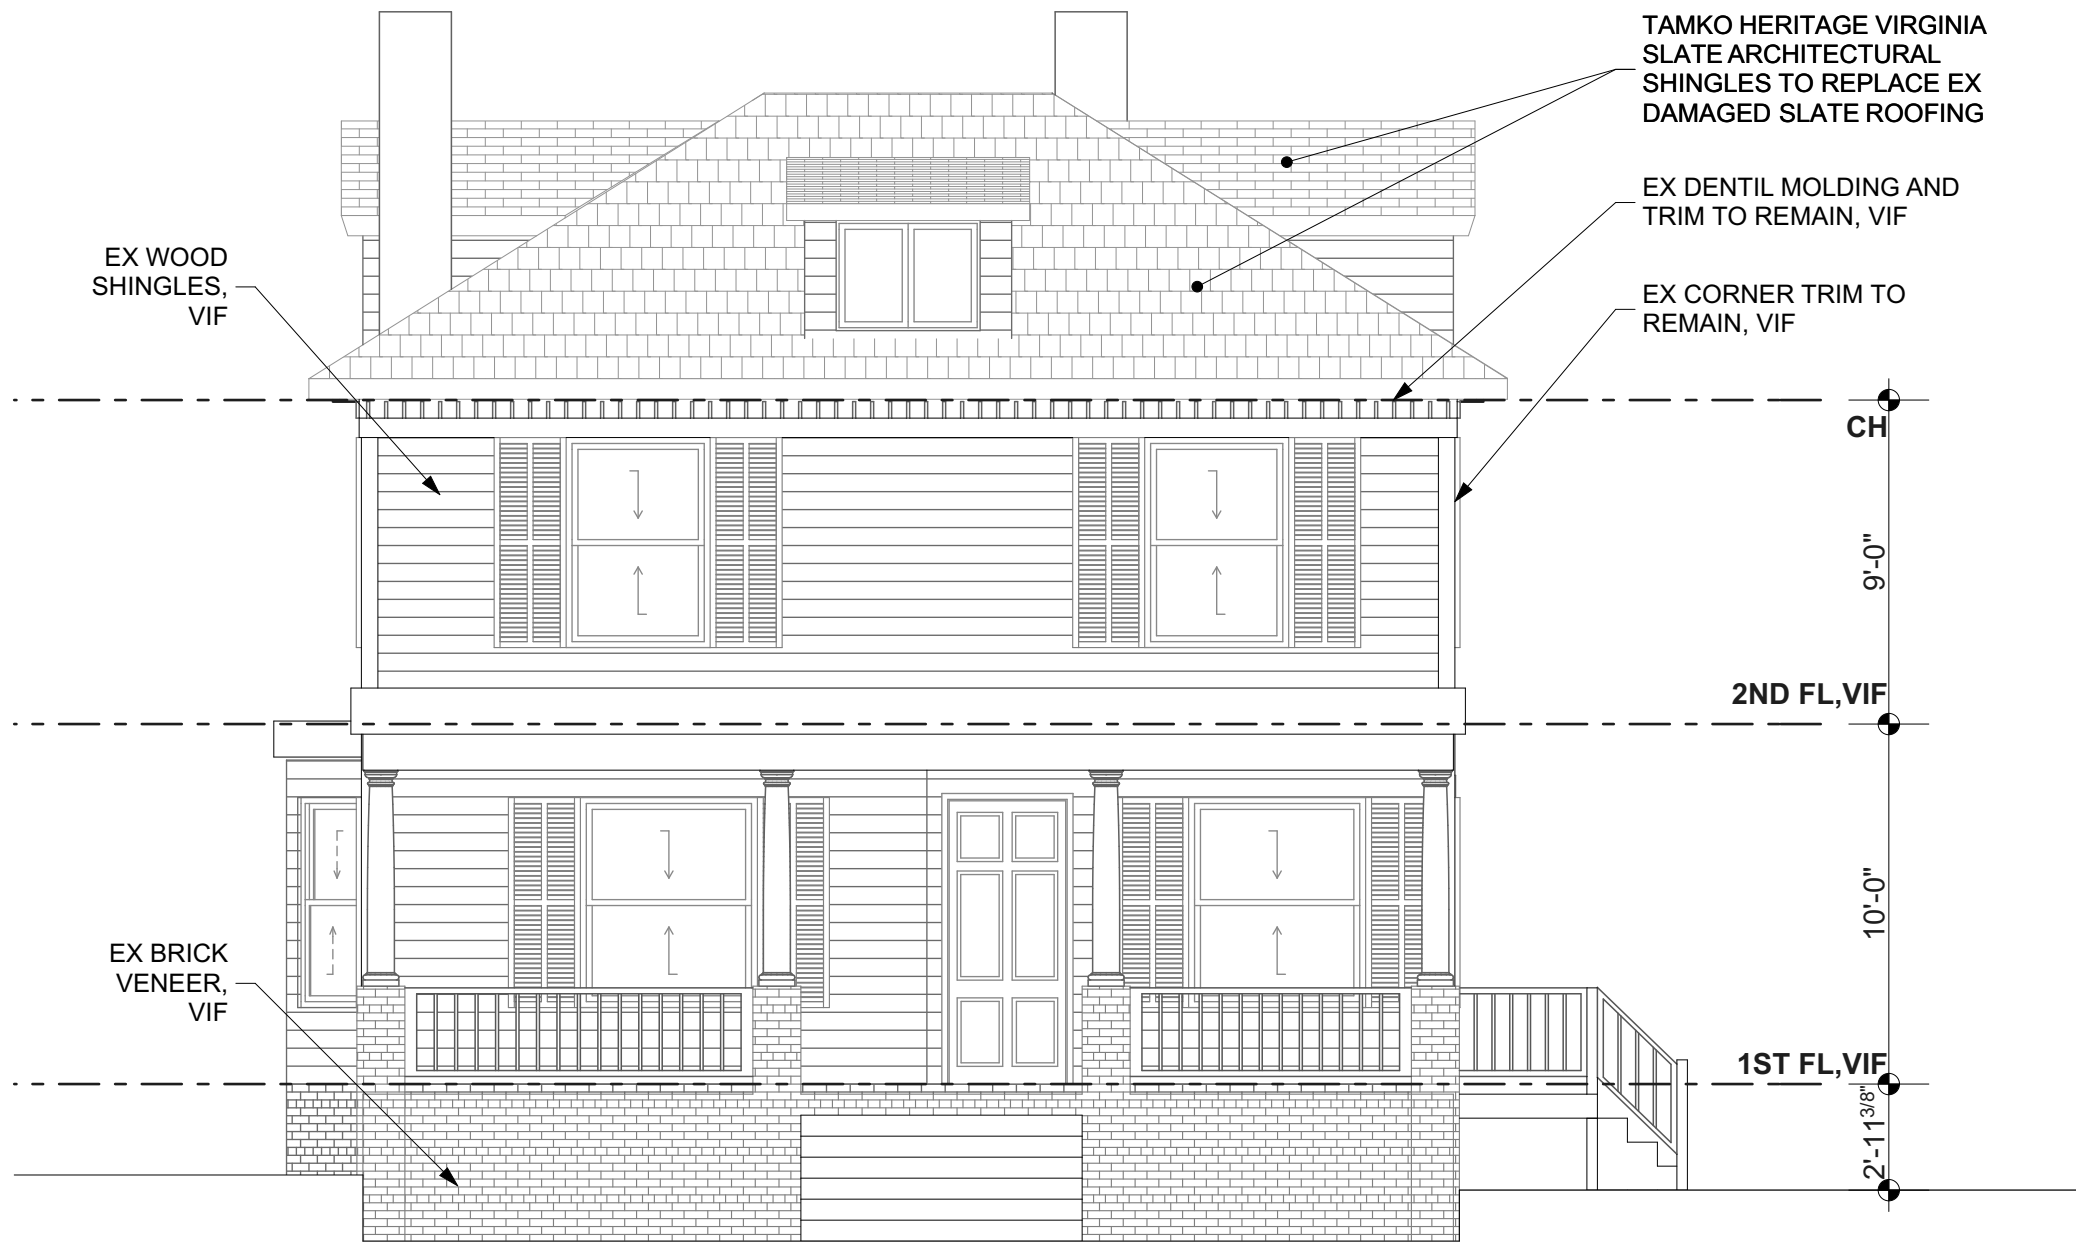 TAMKO HERITAGE VIRGINIA
SLATE ARCHITECTURAL
SHINGLES TO REPLACE EX
DAMAGED SLATE ROOFING
EX DENTIL MOLDING AND
TRIM TO REMAIN, VIF
EX WOOD
SHINGLES,
VIF
EX CORNER TRIM TO
REMAIN, VIF
CH
9'-0"
2ND FL,VIF
10'-0"
EX BRICK
VENEER,
VIF
1ST FL,VIF
2'-11 3/8"